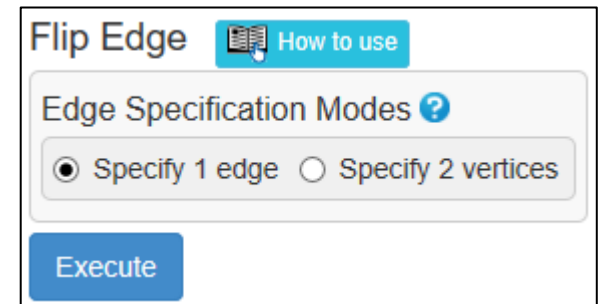 Flip Edge How to use
Edge Specification Modes ?
Specify 1 edge Specify 2 vertices
Execute